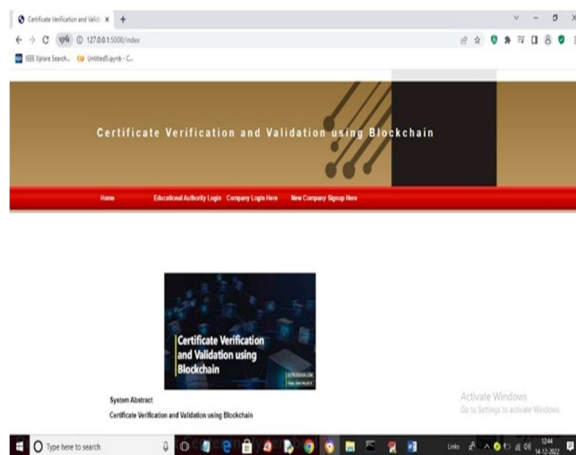 Certificate Verification and Valid
127.0.0.1:5000/index
IEEE Xplore Search... Untitled5.ipynb - C...
Certificate Verification and Validation using Blockchain
Home Educational Authority Login Company Login Here New Company Signup Here
Certificate Verification
and Validation using
Blockchain
System Abstract
Certificate Verification and Validation using Blockchain
Activate Windows
Go to Settings to activate Windows.
Type here to search
Links
12:44
14-12-2022